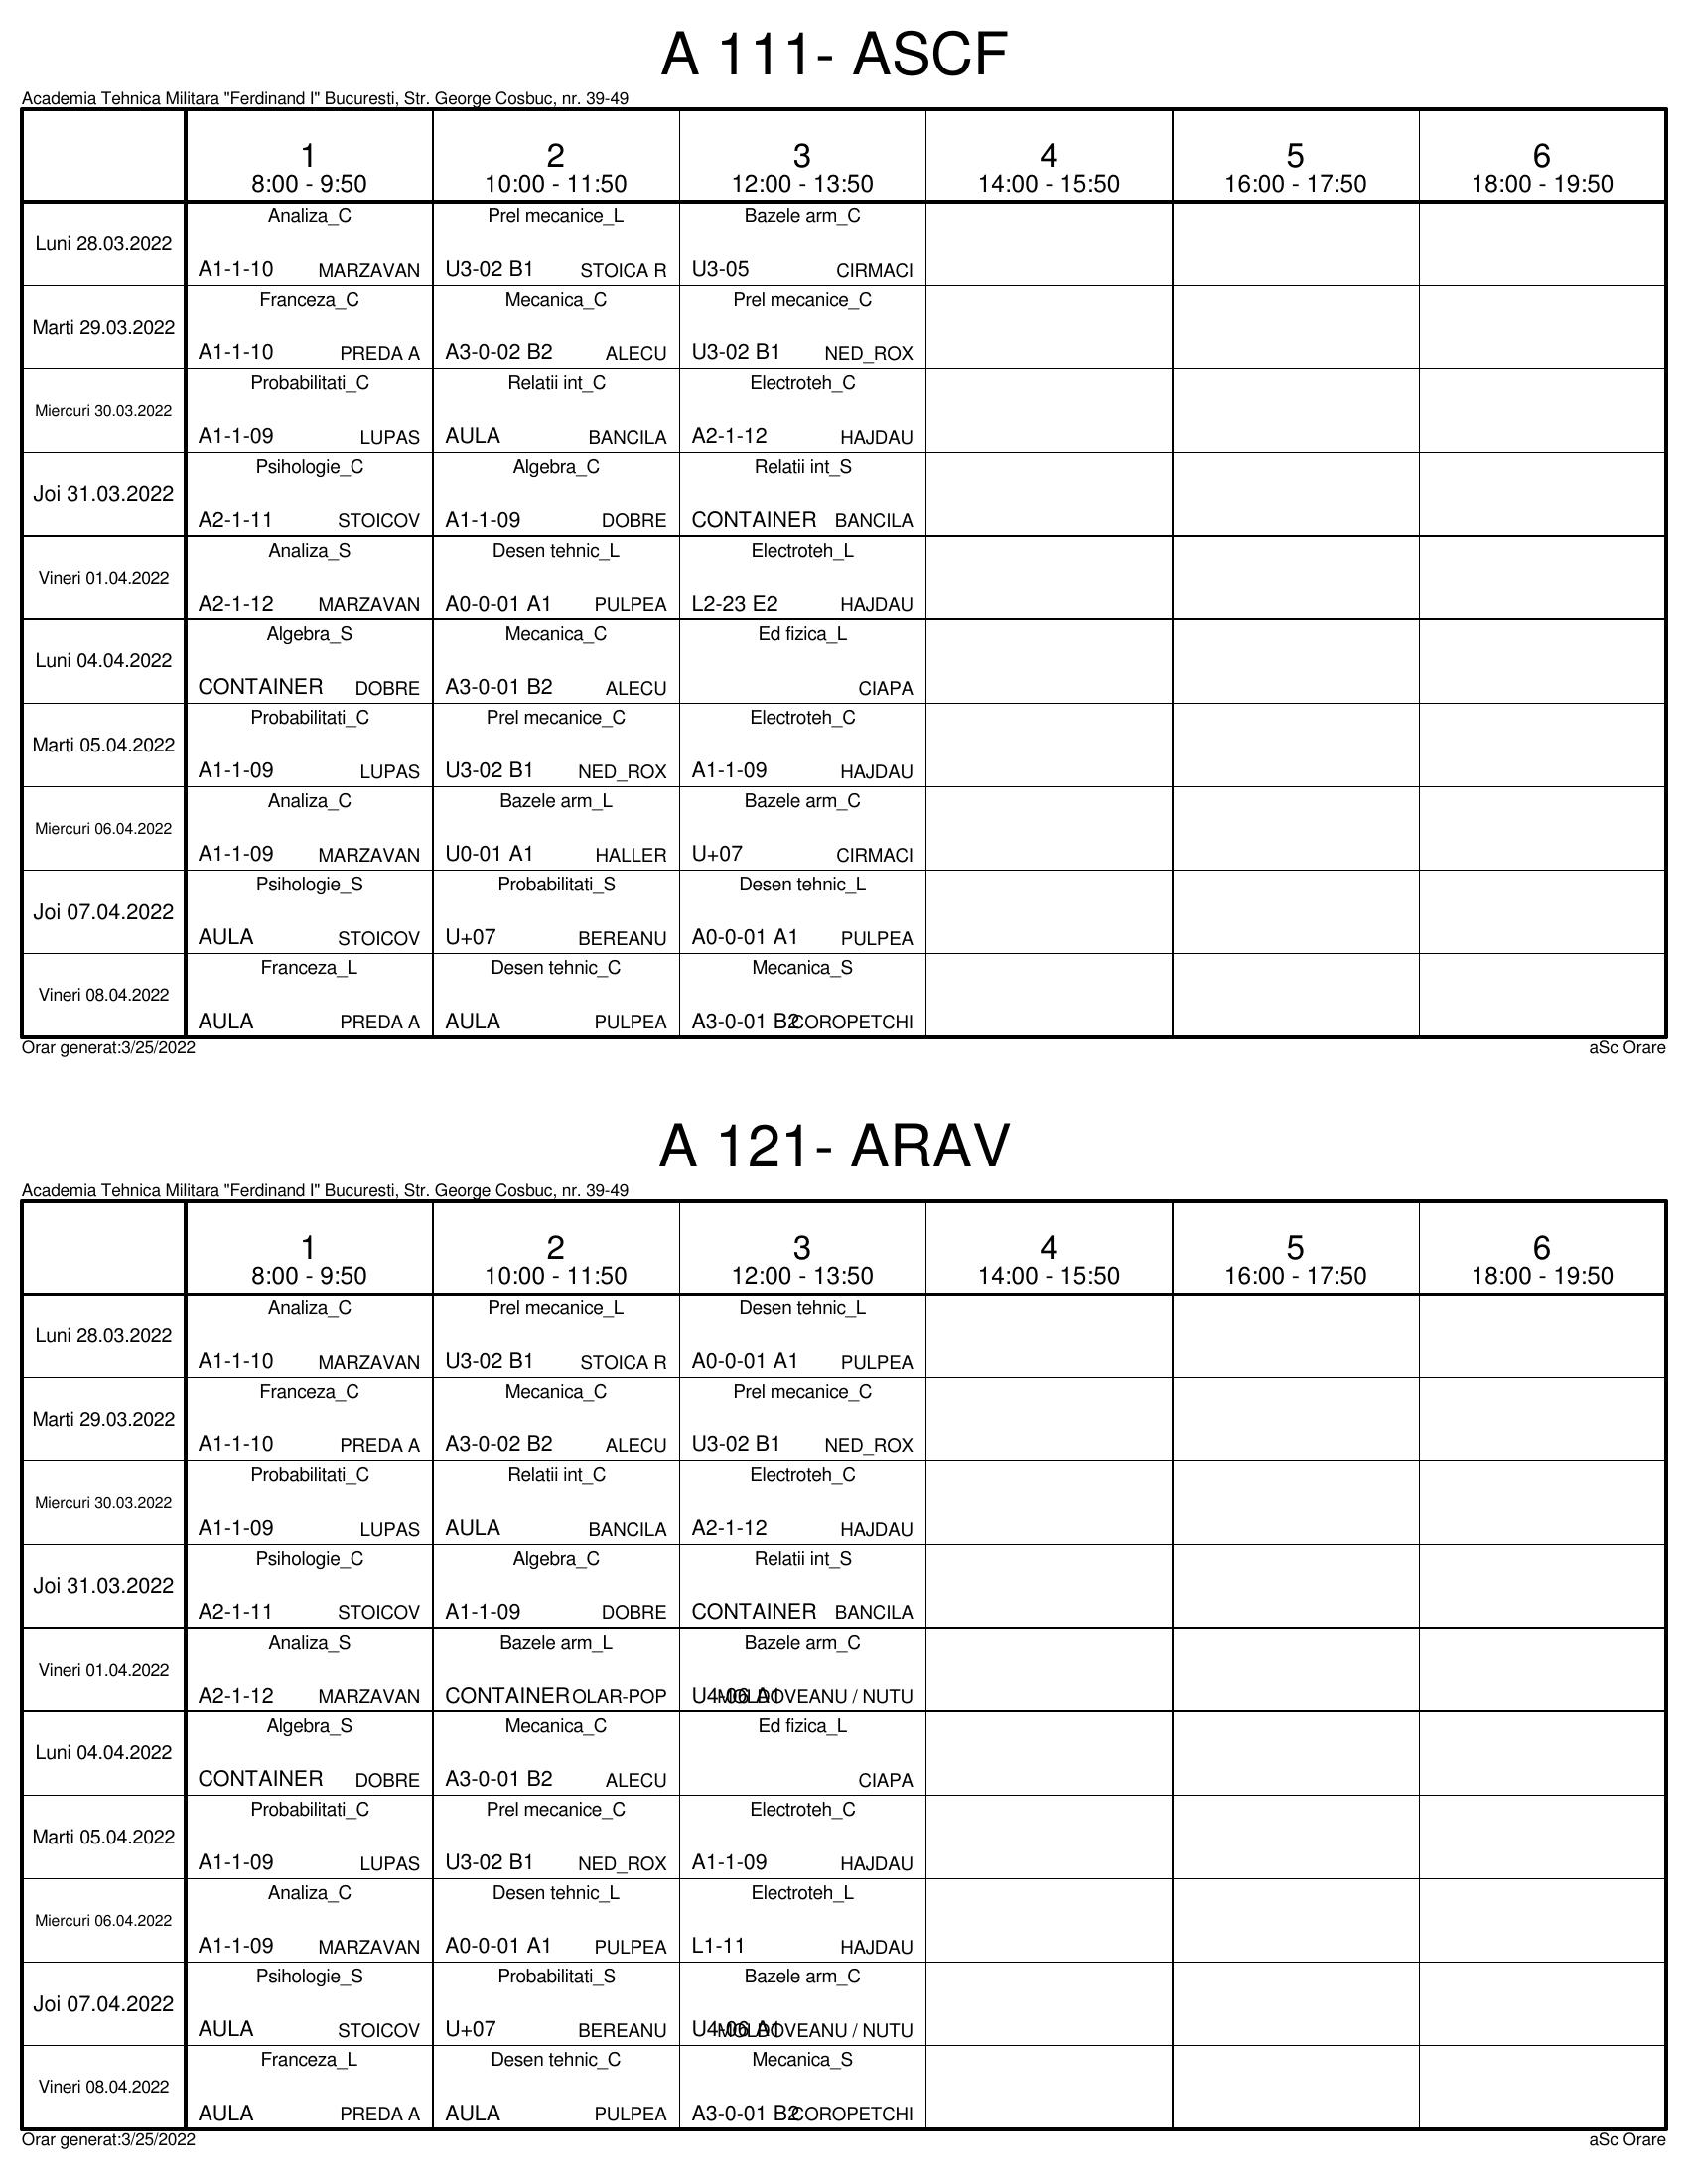 A 111- ASCF
Academia Tehnica Militara "Ferdinand I" Bucuresti, Str. George Cosbuc, nr. 39-49
1 2 3 4 5 6
8:00 - 9:50 10:00 - 11:50 12:00 - 13:50 14:00 - 15:50 16:00 - 17:50 18:00 - 19:50
Analiza_C Prel mecanice_L Bazele arm_C
Luni 28.03.2022
A1-1-10 MARZAVAN U3-02 B1 STOICA R U3-05 CIRMACI
Franceza_C Mecanica_C Prel mecanice_C
Marti 29.03.2022
A1-1-10 PREDA A A3-0-02 B2 ALECU U3-02 B1 NED_ROX
Probabilitati_C Relatii int_C Electroteh_C
Miercuri 30.03.2022
A1-1-09 LUPAS AULA BANCILA A2-1-12 HAJDAU
Psihologie_C Algebra_C Relatii int_S
Joi 31.03.2022
A2-1-11 STOICOV A1-1-09 DOBRE CONTAINER BANCILA
Analiza_S Desen tehnic_L Electroteh_L
Vineri 01.04.2022
A2-1-12 MARZAVAN A0-0-01 A1 PULPEA L2-23 E2 HAJDAU
Algebra_S Mecanica_C Ed fizica_L
Luni 04.04.2022
CONTAINER DOBRE A3-0-01 B2 ALECU CIAPA
Probabilitati_C Prel mecanice_C Electroteh_C
Marti 05.04.2022
A1-1-09 LUPAS U3-02 B1 NED_ROX A1-1-09 HAJDAU
Analiza_C Bazele arm_L Bazele arm_C
Miercuri 06.04.2022
A1-1-09 MARZAVAN U0-01 A1 HALLER U+07 CIRMACI
Psihologie_S Probabilitati_S Desen tehnic_L
Joi 07.04.2022
AULA STOICOV U+07 BEREANU A0-0-01 A1 PULPEA
Franceza_L Desen tehnic_C Mecanica_S
Vineri 08.04.2022
AULA PREDA A AULA PULPEA A3-0-01 B2 COROPETCHI
Orar generat:3/25/2022 aSc Orare
A 121- ARAV
Academia Tehnica Militara "Ferdinand I" Bucuresti, Str. George Cosbuc, nr. 39-49
1 2 3 4 5 6
8:00 - 9:50 10:00 - 11:50 12:00 - 13:50 14:00 - 15:50 16:00 - 17:50 18:00 - 19:50
Analiza_C Prel mecanice_L Desen tehnic_L
Luni 28.03.2022
A1-1-10 MARZAVAN U3-02 B1 STOICA R A0-0-01 A1 PULPEA
Franceza_C Mecanica_C Prel mecanice_C
Marti 29.03.2022
A1-1-10 PREDA A A3-0-02 B2 ALECU U3-02 B1 NED_ROX
Probabilitati_C Relatii int_C Electroteh_C
Miercuri 30.03.2022
A1-1-09 LUPAS AULA BANCILA A2-1-12 HAJDAU
Psihologie_C Algebra_C Relatii int_S
Joi 31.03.2022
A2-1-11 STOICOV A1-1-09 DOBRE CONTAINER BANCILA
Analiza_S Bazele arm_L Bazele arm_C
Vineri 01.04.2022
A2-1-12 MARZAVAN CONTAINER OLAR-POP U4-06 A1 MOLDOVEANU / NUTU
Algebra_S Mecanica_C Ed fizica_L
Luni 04.04.2022
CONTAINER DOBRE A3-0-01 B2 ALECU CIAPA
Probabilitati_C Prel mecanice_C Electroteh_C
Marti 05.04.2022
A1-1-09 LUPAS U3-02 B1 NED_ROX A1-1-09 HAJDAU
Analiza_C Desen tehnic_L Electroteh_L
Miercuri 06.04.2022
A1-1-09 MARZAVAN A0-0-01 A1 PULPEA L1-11 HAJDAU
Psihologie_S Probabilitati_S Bazele arm_C
Joi 07.04.2022
AULA STOICOV U+07 BEREANU U4-06 A1 MOLDOVEANU / NUTU
Franceza_L Desen tehnic_C Mecanica_S
Vineri 08.04.2022
AULA PREDA A AULA PULPEA A3-0-01 B2 COROPETCHI
Orar generat:3/25/2022 aSc Orare